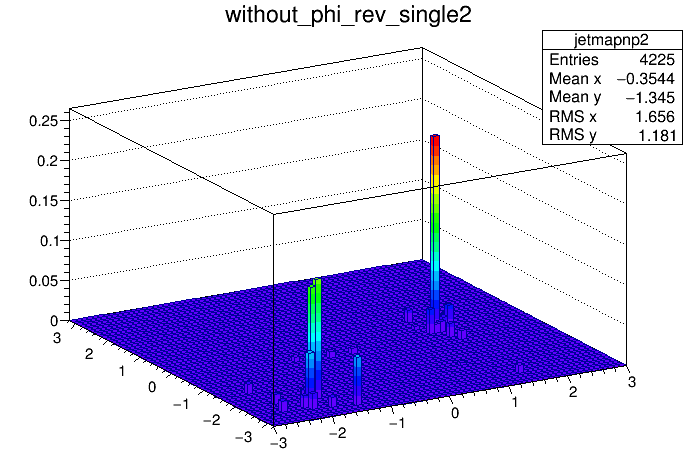 without_phi_rev_single2
jetmapnp2
Entries 4225
Mean x −0.3544
Mean y −1.345
RMS x 1.656
RMS y 1.181
0.25
0.2
0.15
0.1
0.05
0
3
2
1
0
−1
−2
−3
−3
−2
−1
0
1
2
3